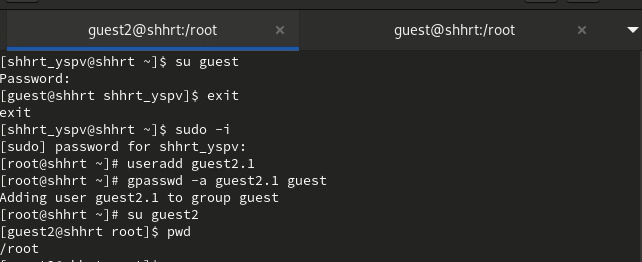 guest2@shhrt:/root × guest@shhrt:/root ×
[shhrt_yspv@shhrt ~]$ su guest
Password:
[guest@shhrt shhrt_yspv]$ exit
exit
[shhrt_yspv@shhrt ~]$ sudo -i
[sudo] password for shhrt_yspv:
[root@shhrt ~]# useradd guest2.1
[root@shhrt ~]# gpasswd -a guest2.1 guest
Adding user guest2.1 to group guest
[root@shhrt ~]# su guest2
[guest2@shhrt root]$ pwd
/root